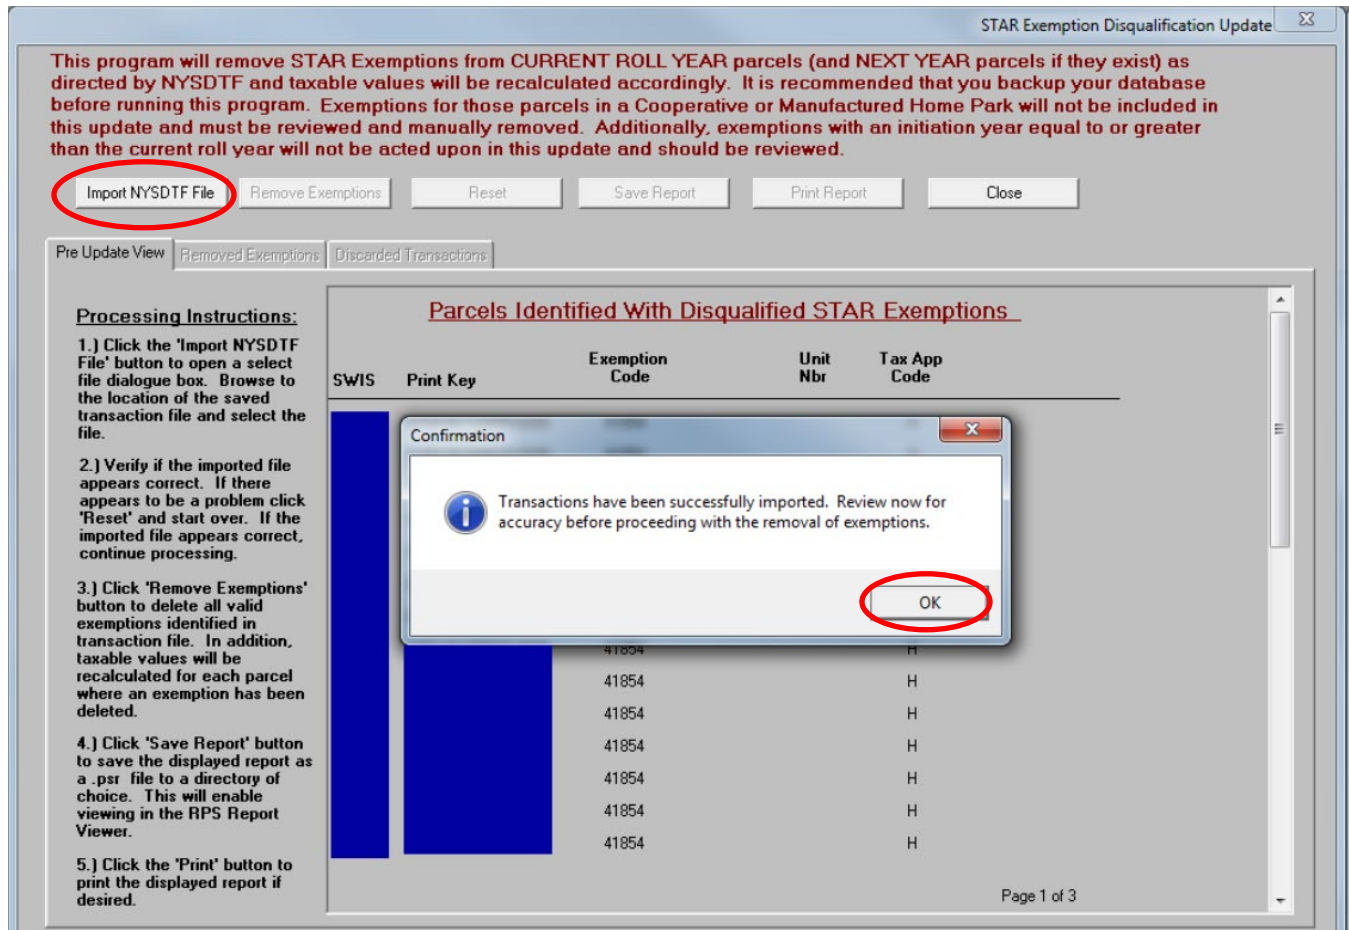 STAR Exemption Disqualification Update
This program will remove STAR Exemptions from CURRENT ROLL YEAR parcels (and NEXT YEAR parcels if they exist) as
directed by NYSDTF and taxable values will be recalculated accordingly. It is recommended that you backup your database
before running this program. Exemptions for those parcels in a Cooperative or Manufactured Home Park will not be included in
this update and must be reviewed and manually removed. Additionally, exemptions with an initiation year equal to or greater
than the current roll year will not be acted upon in this update and should be reviewed.
Import NYSDTF File Remove Exemptions Reset Save Report Print Report Close
Pre Update View Removed Exemptions Discarded Transactions
Processing Instructions:
1.) Click the 'Import NYSDTF
File' button to open a select
file dialogue box. Browse to
the location of the saved
transaction file and select the
file.
2.) Verify if the imported file
appears correct. If there
appears to be a problem click
'Reset' and start over. If the
imported file appears correct,
continue processing.
3.) Click 'Remove Exemptions'
button to delete all valid
exemptions identified in
transaction file. In addition,
taxable values will be
recalculated for each parcel
where an exemption has been
deleted.
4.) Click 'Save Report' button
to save the displayed report as
a .psr file to a directory of
choice. This will enable
viewing in the RPS Report
Viewer.
5.) Click the 'Print' button to
print the displayed report if
desired.
Parcels Identified With Disqualified STAR Exemptions
SWIS Print Key Exemption Code Unit Nbr Tax App Code
Confirmation
Transactions have been successfully imported. Review now for
accuracy before proceeding with the removal of exemptions.
OK
41854 H
41854 H
41854 H
41854 H
41854 H
41854 H
41854 H
Page 1 of 3